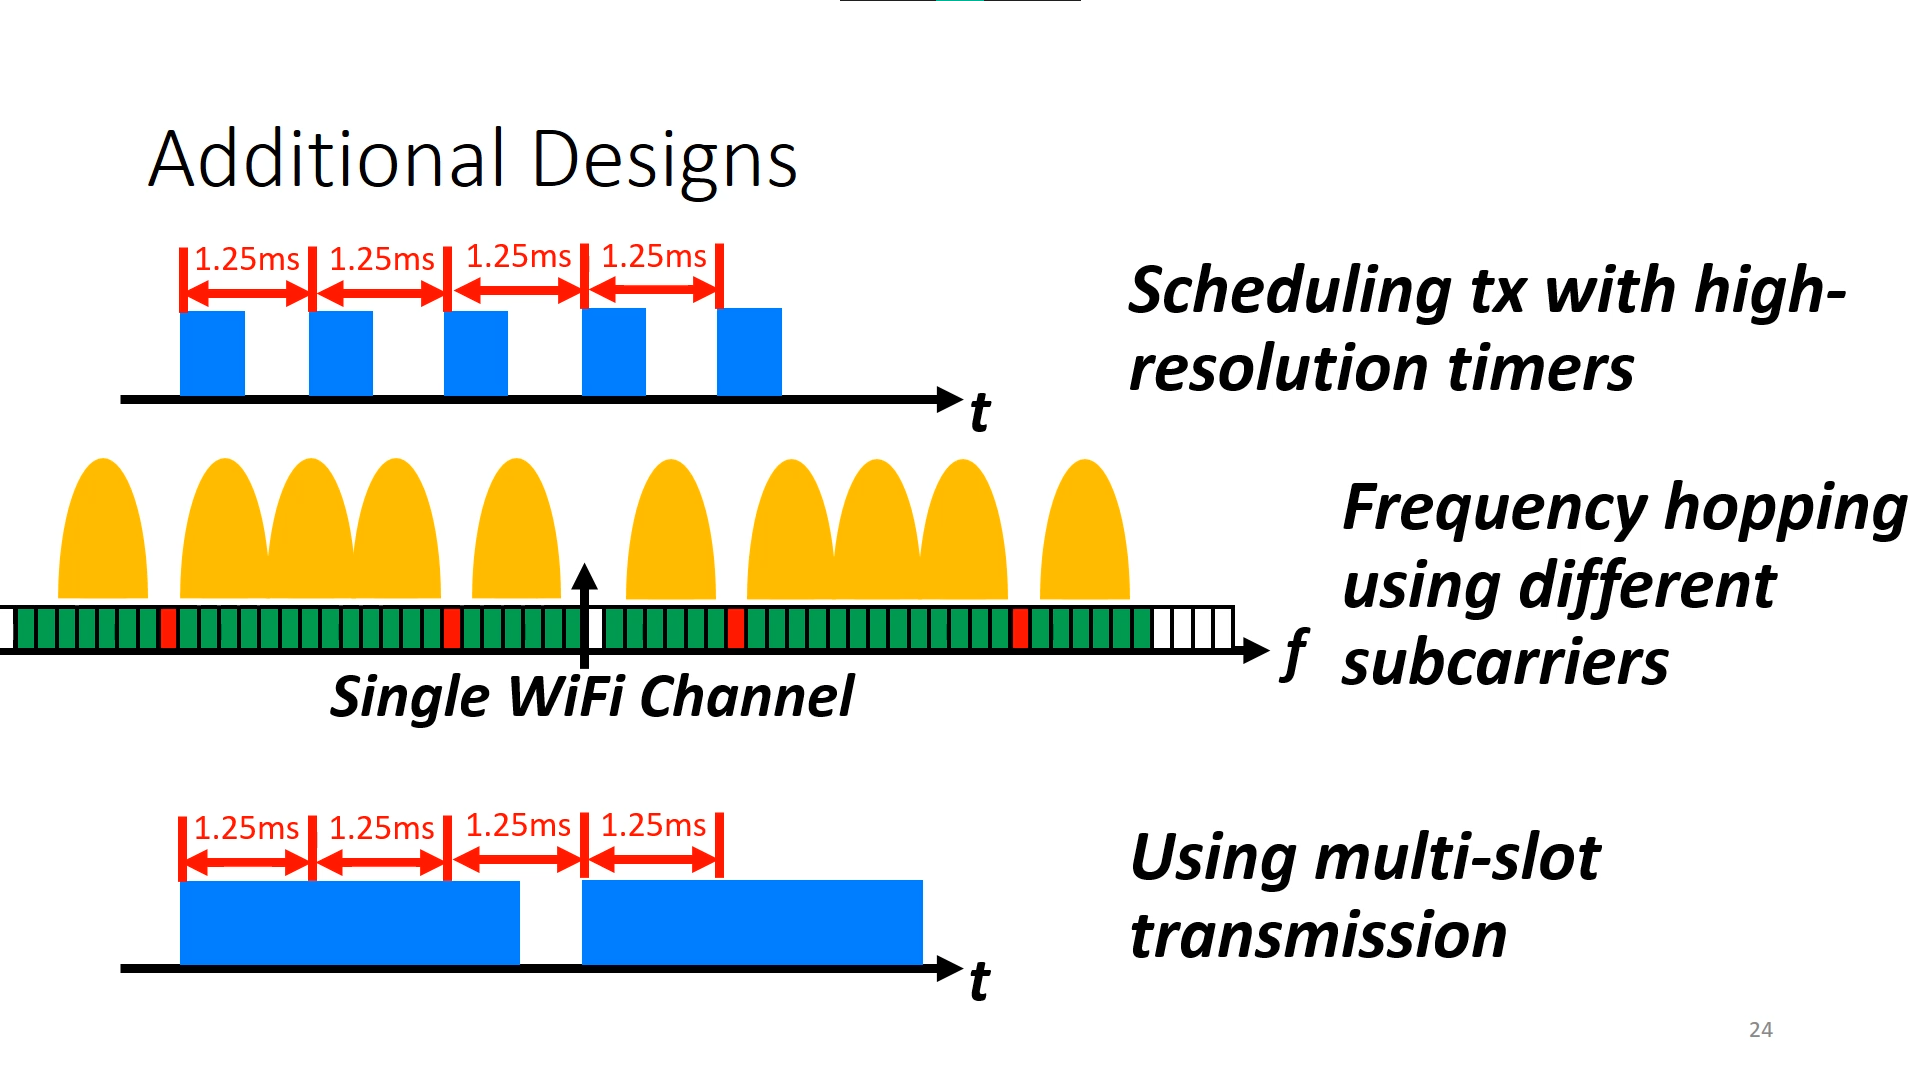 Additional Designs
1.25ms 1.25ms 1.25ms 1.25ms
t
Scheduling tx with high-
resolution timers
Frequency hopping
using different
subcarriers
f
Single WiFi Channel
1.25ms 1.25ms 1.25ms 1.25ms
t
Using multi-slot
transmission
24